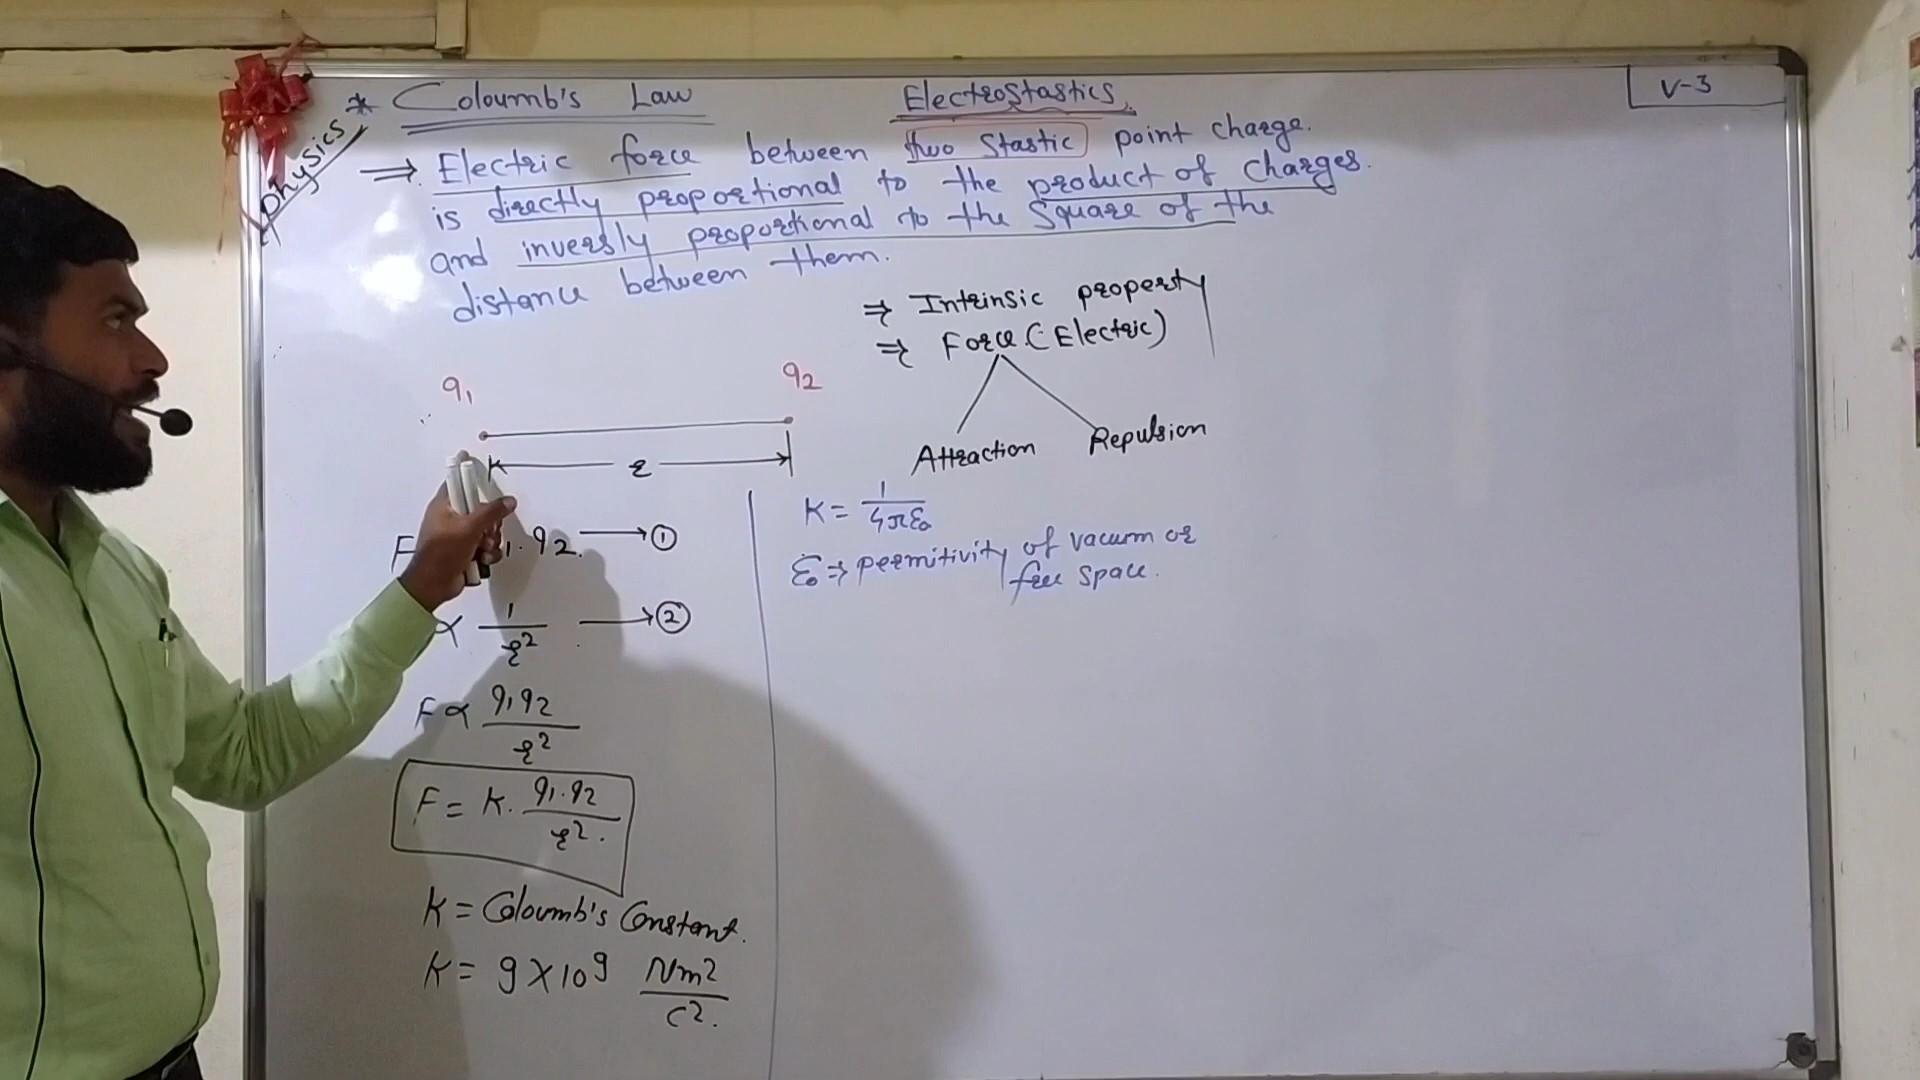 physics
* Coloumb's Law
Electrostastics
V-3
⇒ Electric force between two Stastic point charge.
is directly proportional to the product of charges.
and inversly proportional to the square of the
distance between them.
⇒ Intrinsic property
⇒ Force (Electric)
Attraction Repulsion
q1 q2
r
F 1.q2. → ①
∝ 1/r² → ②
F ∝ q1q2/r²
F = K. q1.q2/r².
K = Coloumb's Constant.
K = 9 X 10⁹ Nm²/C².
K = 1/4πε₀
ε₀ ⇒ permitivity of vacum or
free space.